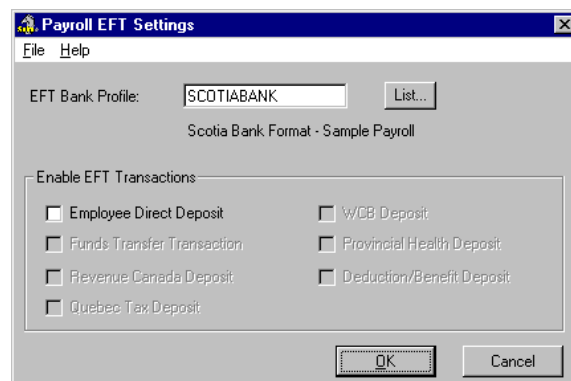 Payroll EFT Settings
File Help
EFT Bank Profile: SCOTIABANK List...
Scotia Bank Format - Sample Payroll
Enable EFT Transactions
Employee Direct Deposit WCB Deposit
Funds Transfer Transaction Provincial Health Deposit
Revenue Canada Deposit Deduction/Benefit Deposit
Quebec Tax Deposit
OK Cancel